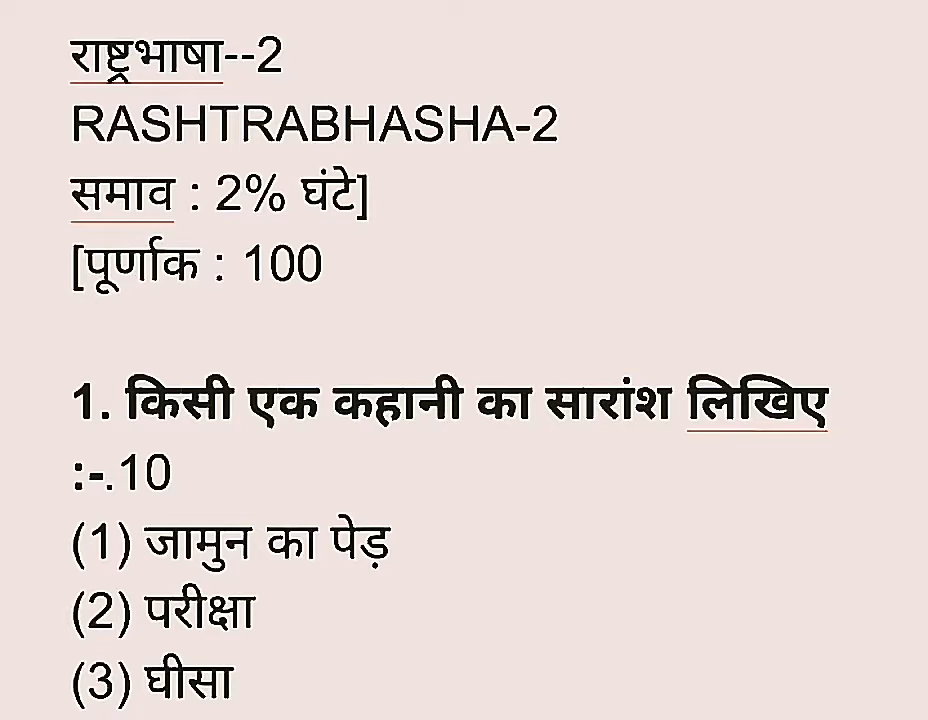 राष्ट्रभाषा--2
RASHTRABHASHA-2
समाव : 2% घंटे]
[पूर्णाक : 100
1. किसी एक कहानी का सारांश लिखिए
:-.10
(1) जामुन का पेड़
(2) परीक्षा
(3) घीसा